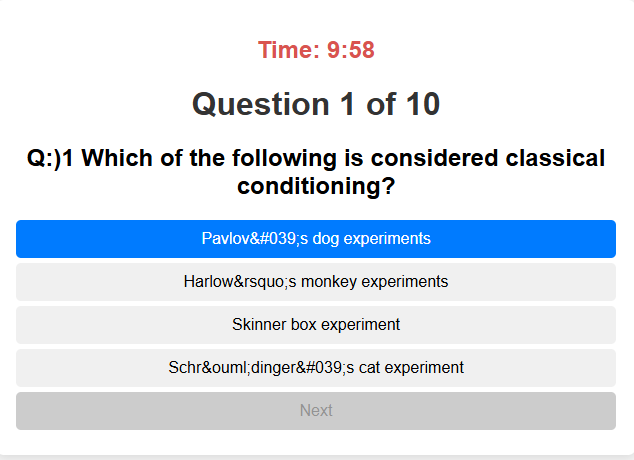 Time: 9:58
Question 1 of 10
Q:)1 Which of the following is considered classical
conditioning?
Pavlov&#039;s dog experiments
Harlow&rsquo;s monkey experiments
Skinner box experiment
Schr&ouml;dinger&#039;s cat experiment
Next